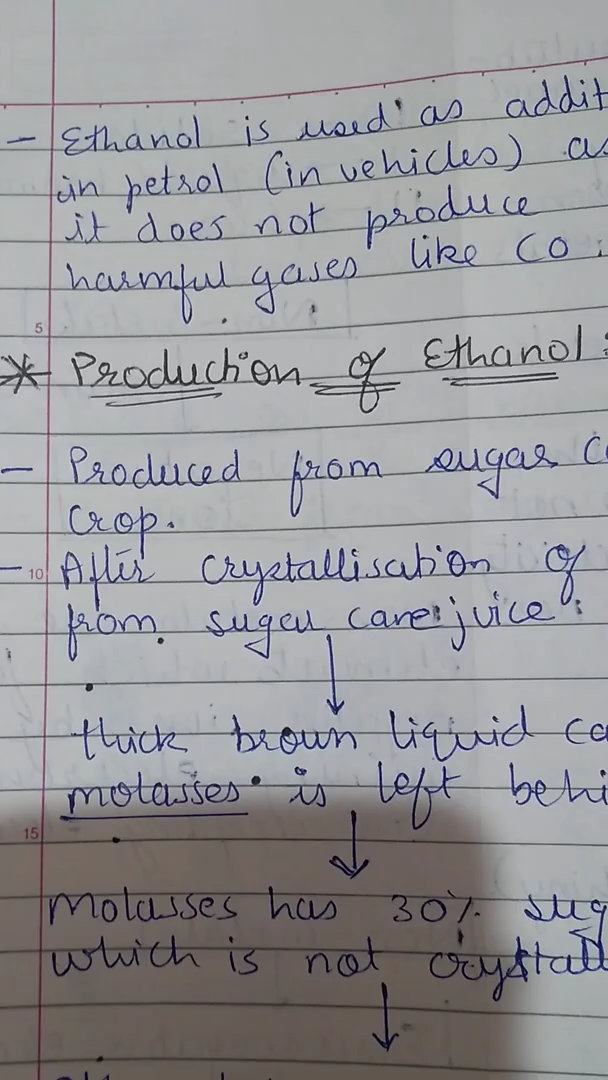 - Ethanol is used as addit
in petrol (in vehicles) as
it does not produce
harmful gases like CO.
5
* Production of Ethanol:
- Produced from sugar c
crop.
10
- After crystallisation of
from sugar cane juice:
↓
thick brown liquid ca
molasses is left behi
15
↓
Molasses has 30% sug
which is not crystall
↓